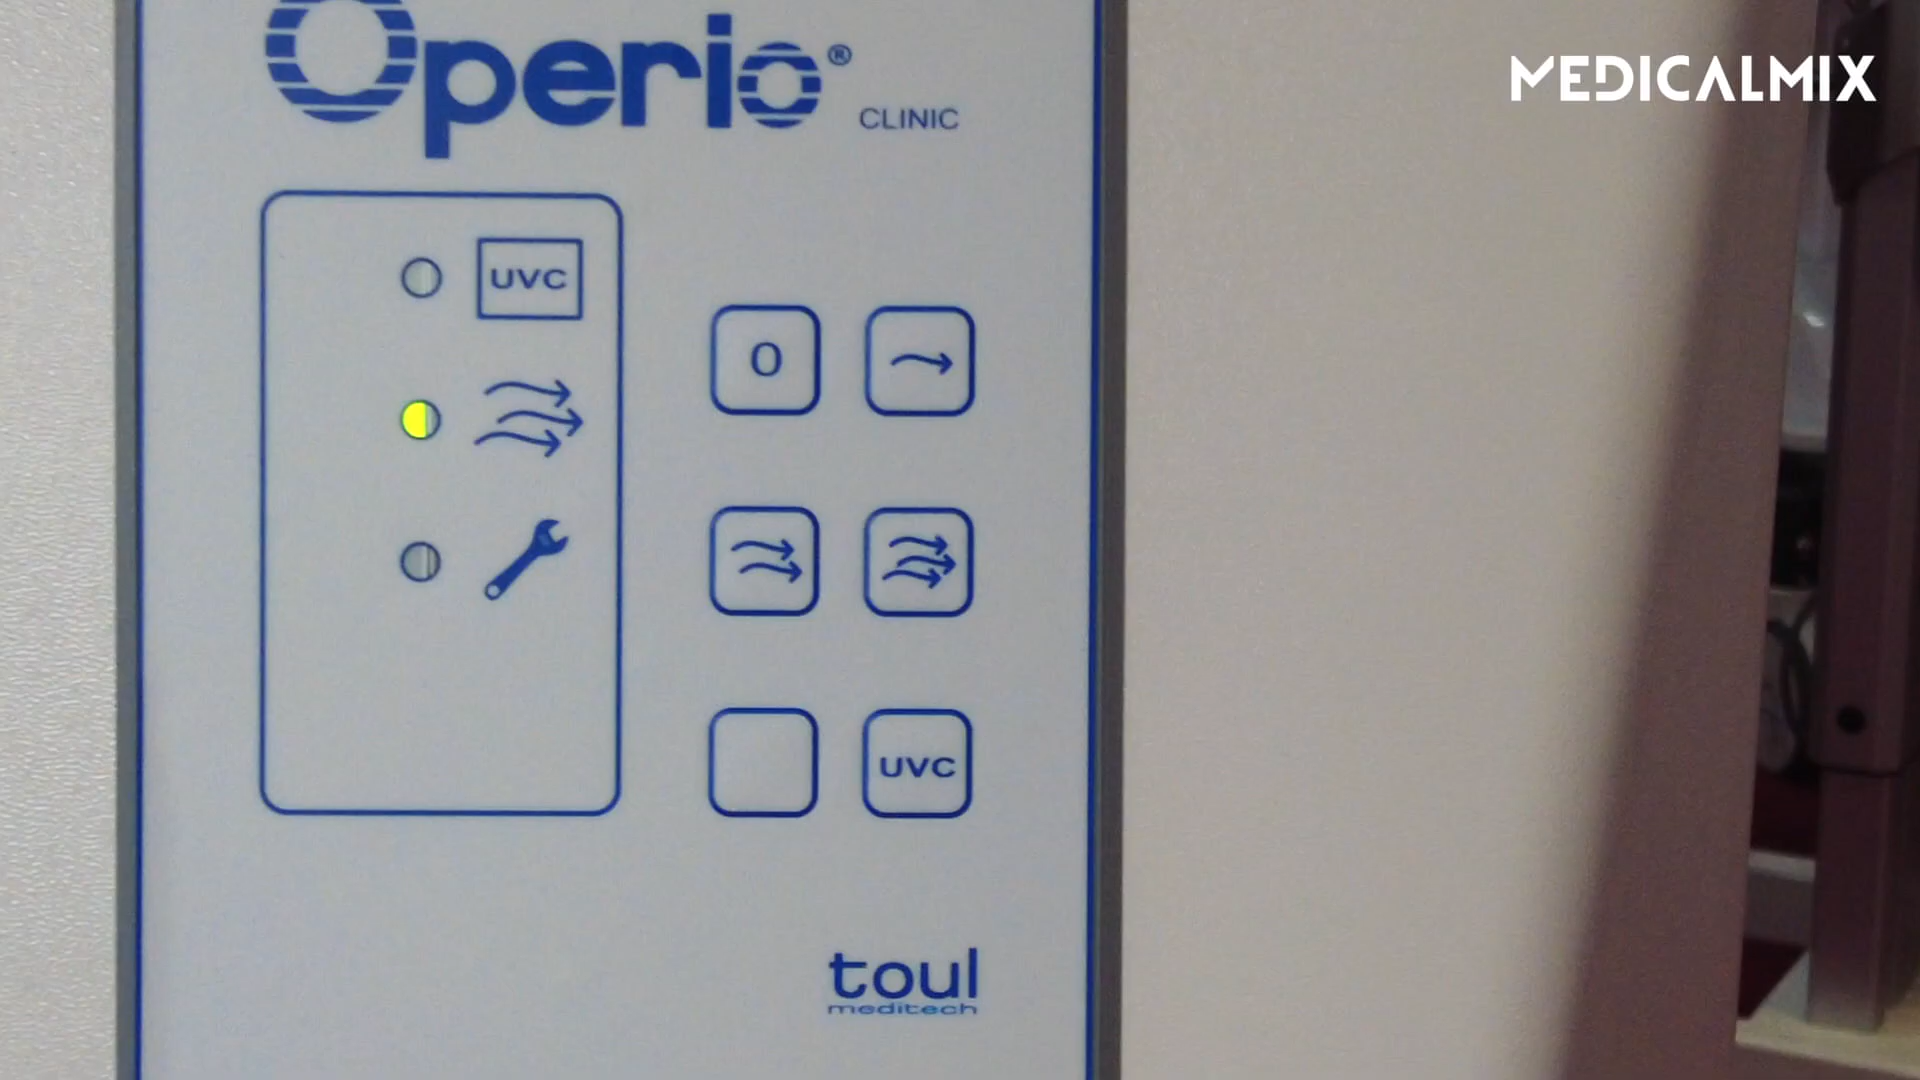 Operio®
CLINIC
MEDICALMIX
UVC
0
UVC
toul
meditech